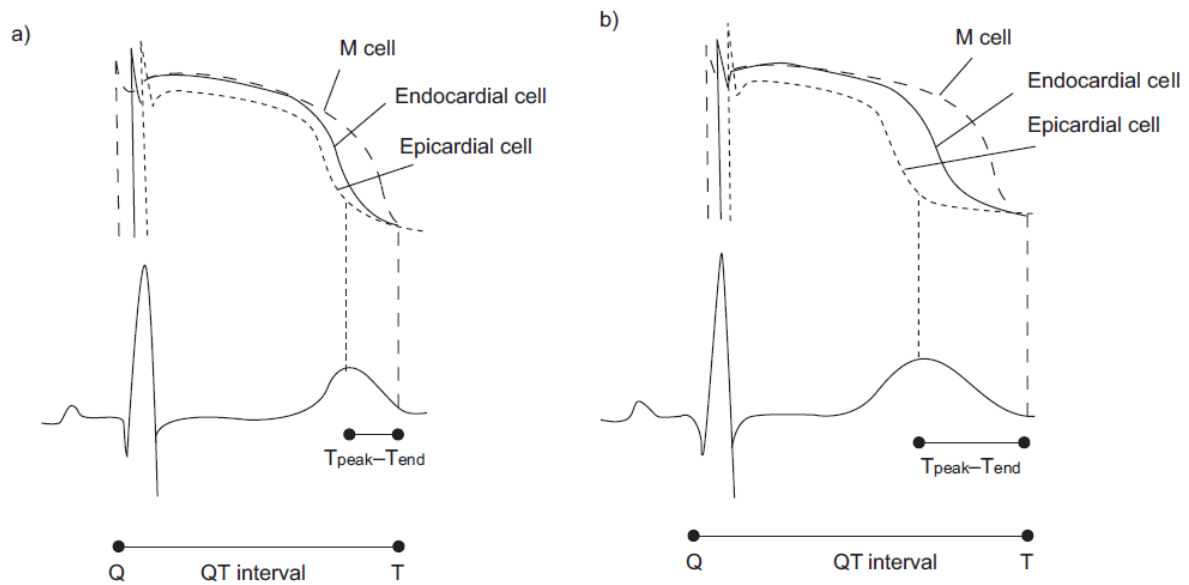 a)
M cell
Endocardial cell
Epicardial cell
Tpeak–Tend
Q QT interval T
b)
M cell
Endocardial cell
Epicardial cell
Tpeak–Tend
Q QT interval T